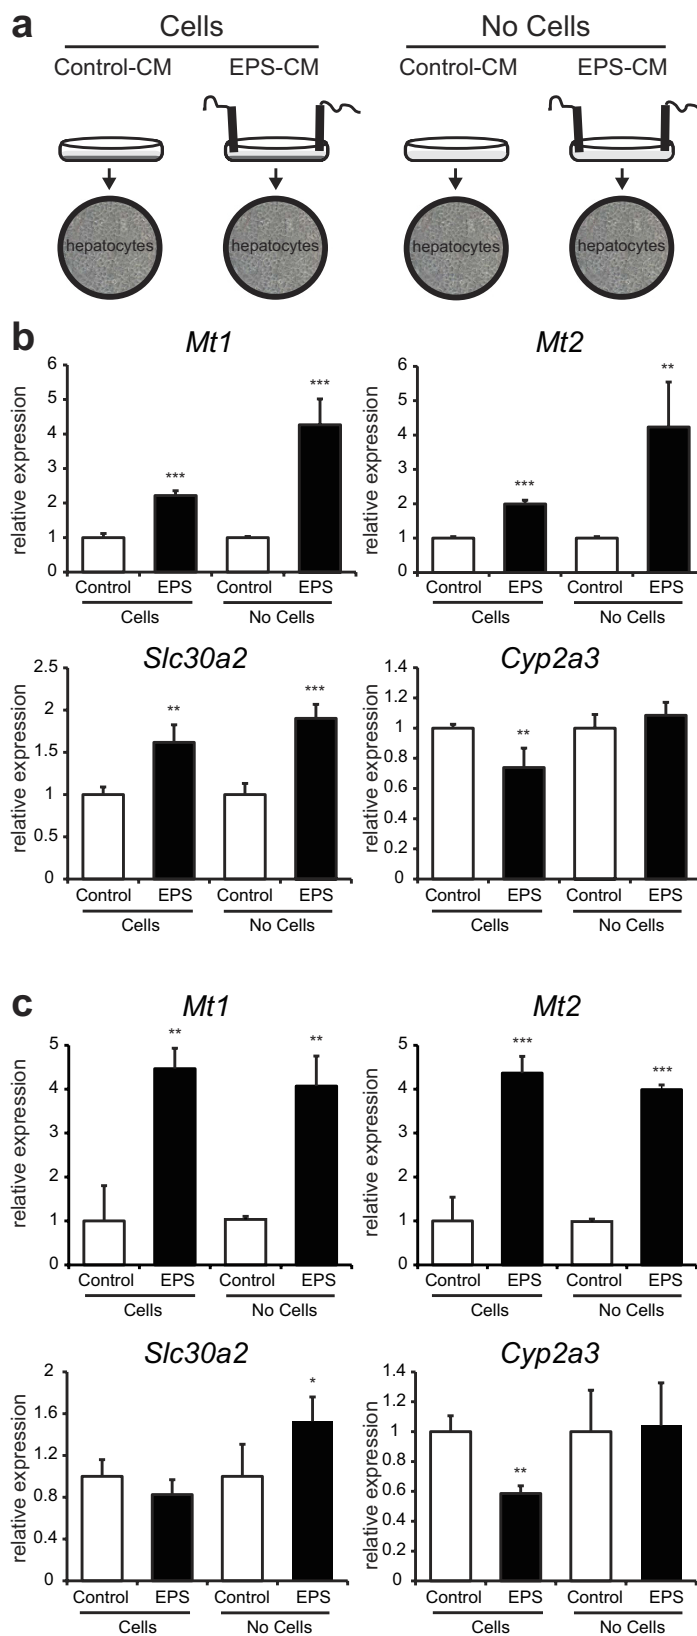 a
Cells No Cells
Control-CM EPS-CM Control-CM EPS-CM
hepatocytes hepatocytes hepatocytes hepatocytes
b
Mt1
relative expression
6
5
4
3
2
1
0
***
***
Control EPS Control EPS
Cells No Cells
Mt2
relative expression
6
5
4
3
2
1
0
***
**
Control EPS Control EPS
Cells No Cells
Slc30a2
relative expression
2.5
2
1.5
1
0.5
0
**
***
Control EPS Control EPS
Cells No Cells
Cyp2a3
relative expression
1.4
1.2
1
0.8
0.6
0.4
0.2
0
**
Control EPS Control EPS
Cells No Cells
c
Mt1
relative expression
5
4
3
2
1
0
**
**
Control EPS Control EPS
Cells No Cells
Mt2
relative expression
5
4
3
2
1
0
***
***
Control EPS Control EPS
Cells No Cells
Slc30a2
relative expression
2
1.6
1.2
0.8
0.4
0
*
Control EPS Control EPS
Cells No Cells
Cyp2a3
relative expression
1.4
1.2
1
0.8
0.6
0.4
0.2
0
**
Control EPS Control EPS
Cells No Cells